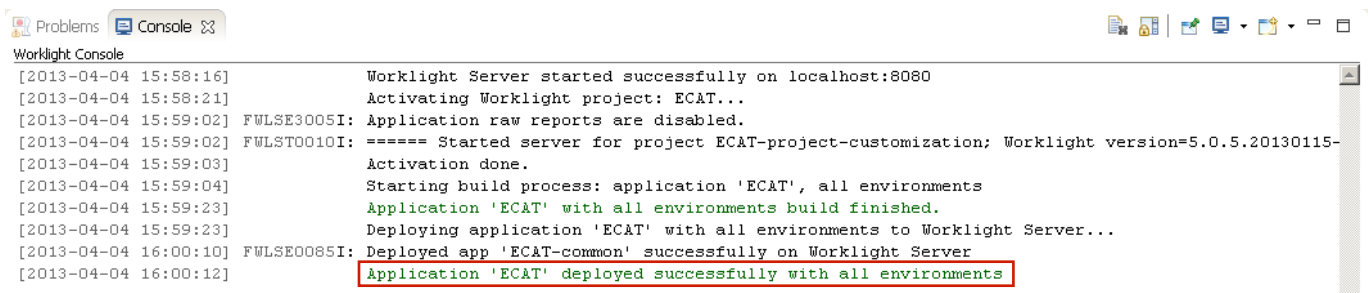 Problems Console
Worklight Console
[2013-04-04 15:58:16] Worklight Server started successfully on localhost:8080
[2013-04-04 15:58:21] Activating Worklight project: ECAT...
[2013-04-04 15:59:02] FWLSE3005I: Application raw reports are disabled.
[2013-04-04 15:59:02] FWLST0010I: ====== Started server for project ECAT-project-customization; Worklight version=5.0.5.20130115-
[2013-04-04 15:59:03] Activation done.
[2013-04-04 15:59:04] Starting build process: application 'ECAT', all environments
[2013-04-04 15:59:23] Application 'ECAT' with all environments build finished.
[2013-04-04 15:59:23] Deploying application 'ECAT' with all environments to Worklight Server...
[2013-04-04 16:00:10] FWLSE0085I: Deployed app 'ECAT-common' successfully on Worklight Server
[2013-04-04 16:00:12] Application 'ECAT' deployed successfully with all environments